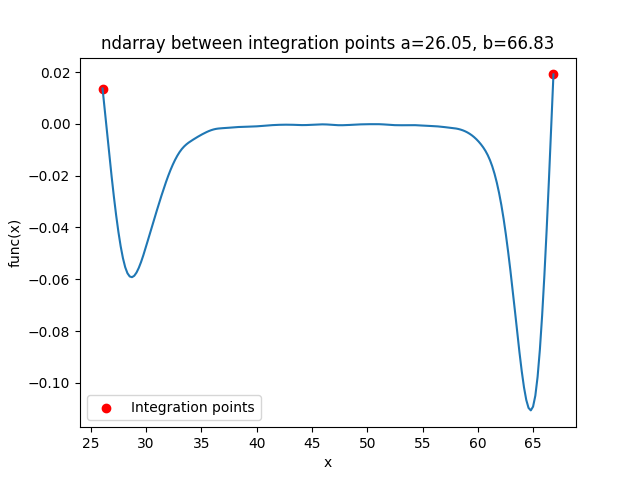 ndarray between integration points a=26.05, b=66.83
0.02
0.00
−0.02
−0.04
−0.06
−0.08
−0.10
func(x)
Integration points
25 30 35 40 45 50 55 60 65
x